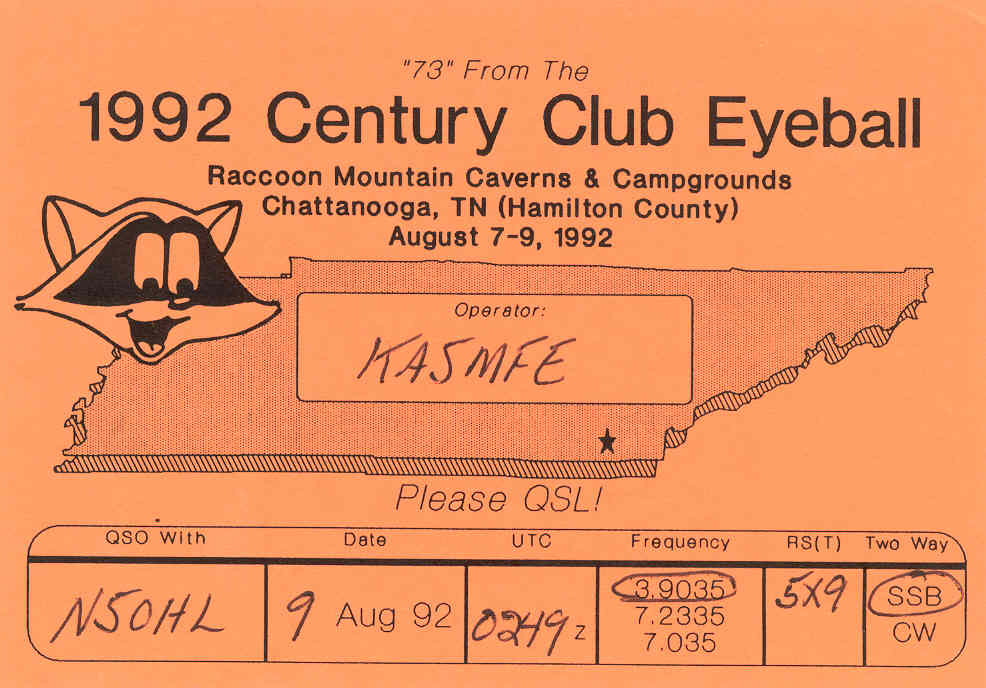 "73" From The
1992 Century Club Eyeball
Raccoon Mountain Caverns & Campgrounds
Chattanooga, TN (Hamilton County)
August 7-9, 1992
Operator:
KA5MFE
Please QSL!
QSO With Date UTC Frequency RS(T) Two Way
N5OHL 9 Aug 92 0249 z 3.9035 5X9 SSB
7.2335 CW
7.035